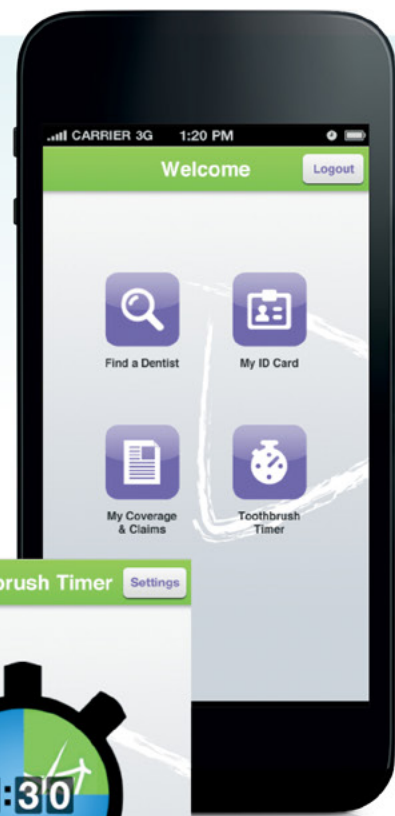 CARRIER 3G 1:20 PM
Welcome
Logout
Find a Dentist
My ID Card
My Coverage
& Claims
Toothbrush
Timer
Timer
Settings
:30